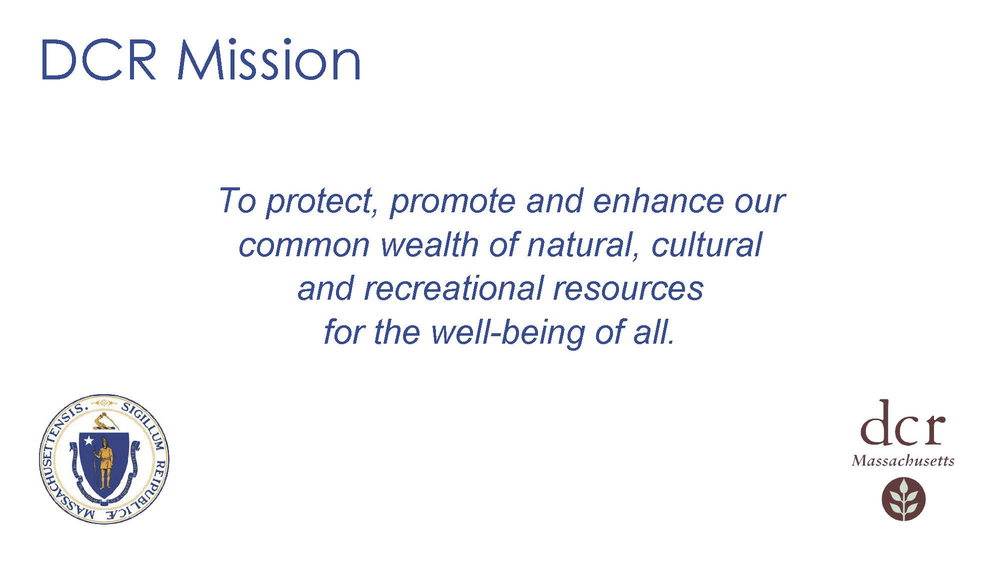 DCR Mission
To protect, promote and enhance our
common wealth of natural, cultural
and recreational resources
for the well-being of all.
SIGILLUM REIPUBLICÆ MASSACHUSETTENSIS.
dcr
Massachusetts